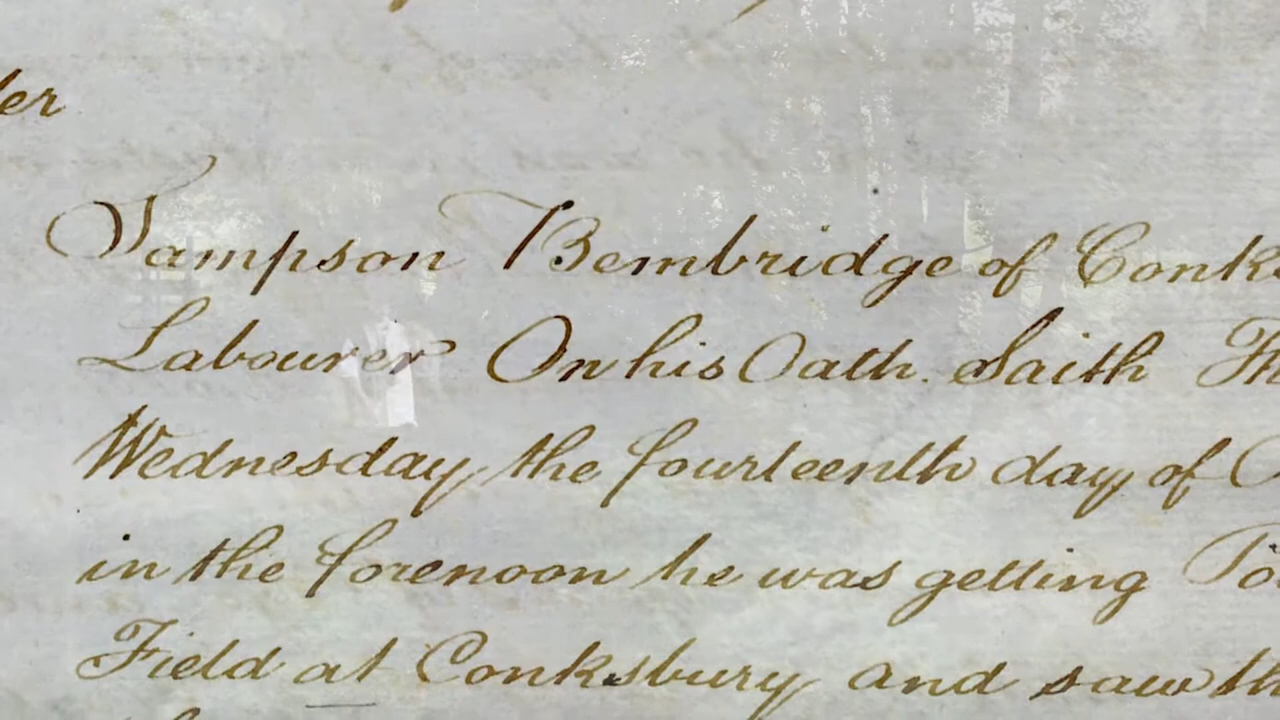 Sampson Bembridge of
Labourer On his Oath Saith
Wednesday the fourteenth day of
in the forenoon he was getting
Field at Conksbury and saw